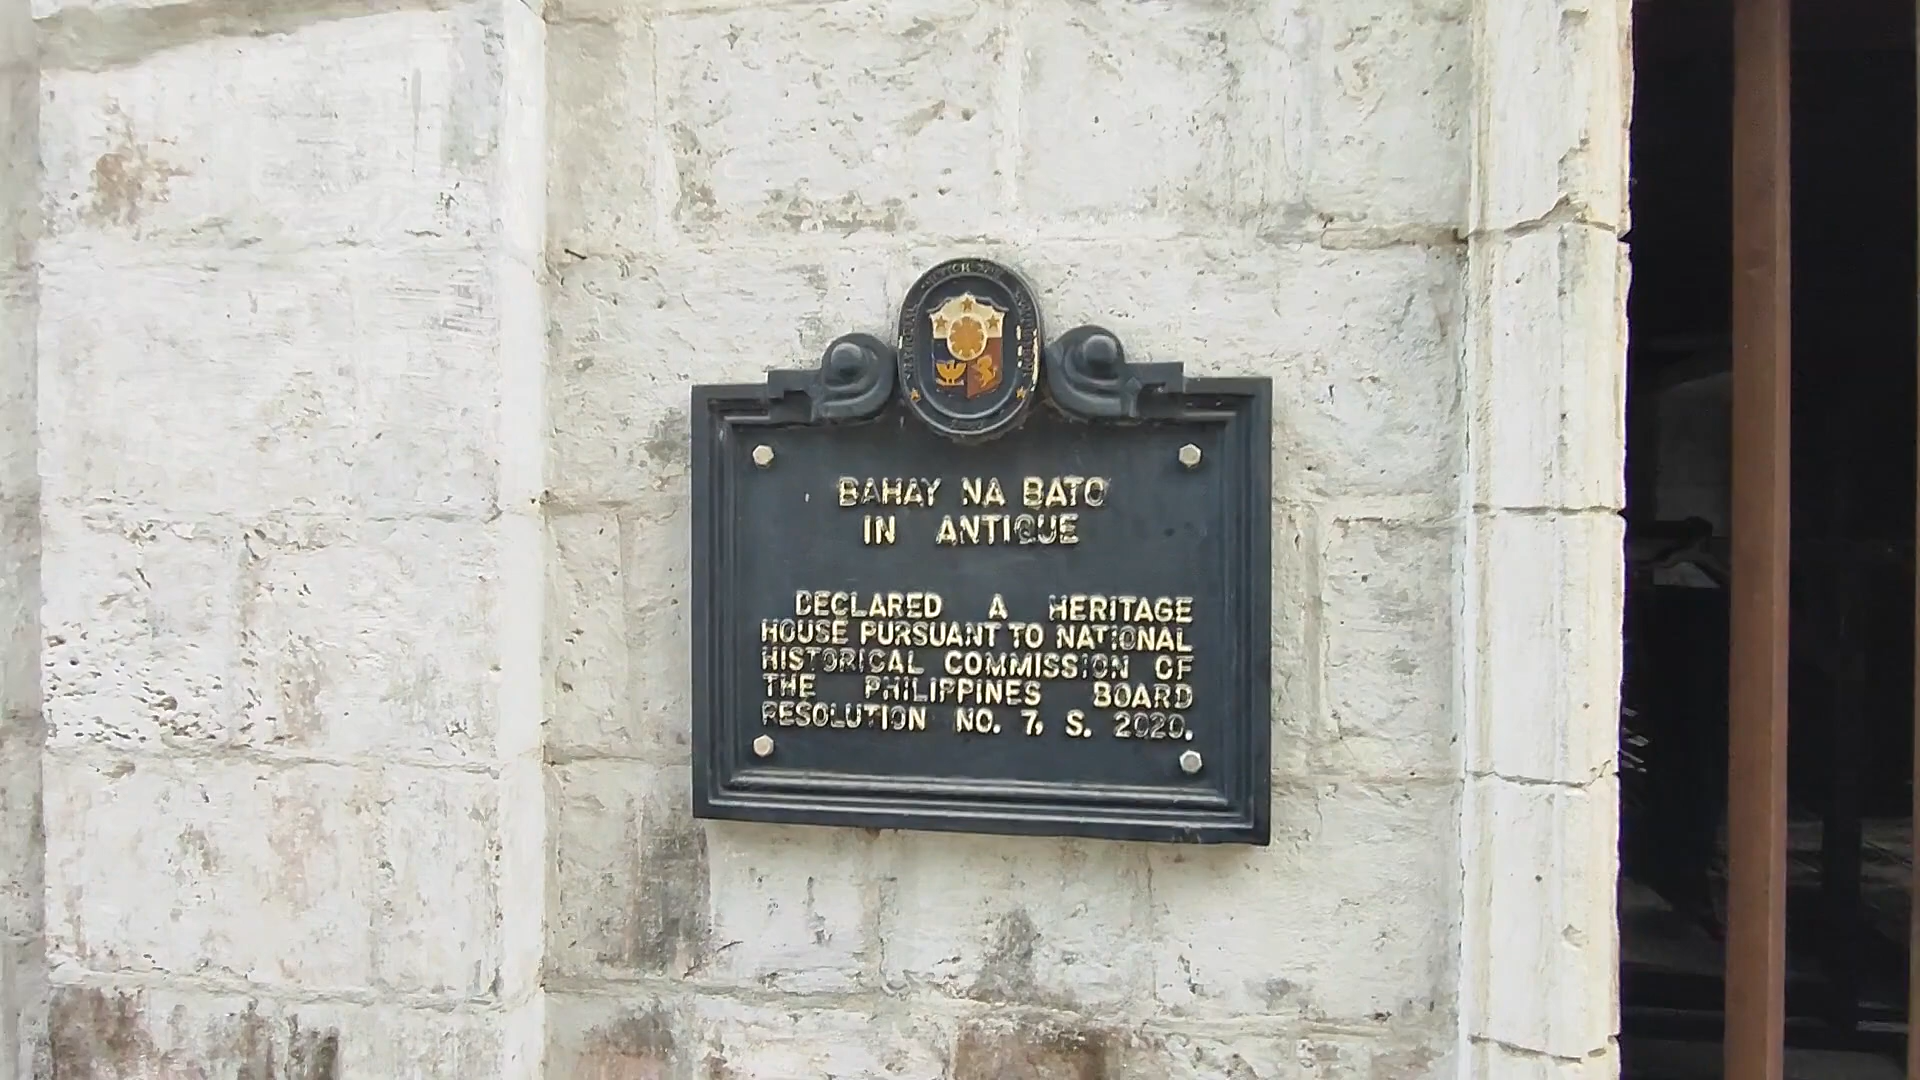 BAHAY NA BATO
IN ANTIQUE
DECLARED A HERITAGE
HOUSE PURSUANT TO NATIONAL
HISTORICAL COMMISSION OF
THE PHILIPPINES BOARD
RESOLUTION NO. 7, S. 2020.